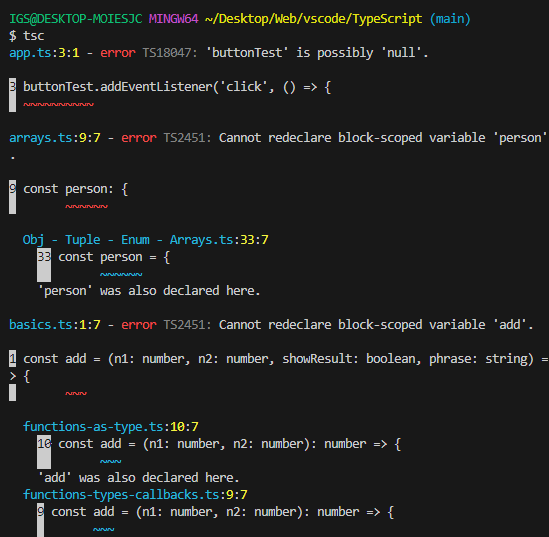 IGS@DESKTOP-MOIESJC MINGW64 ~/Desktop/Web/vscode/TypeScript (main)
$ tsc
app.ts:3:1 - error TS18047: 'buttonTest' is possibly 'null'.
3 buttonTest.addEventListener('click', () => {
~~~~~~~~~~
arrays.ts:9:7 - error TS2451: Cannot redeclare block-scoped variable 'person'
.
9 const person: {
~~~~~~
Obj - Tuple - Enum - Arrays.ts:33:7
33 const person = {
~~~~~~
'person' was also declared here.
basics.ts:1:7 - error TS2451: Cannot redeclare block-scoped variable 'add'.
1 const add = (n1: number, n2: number, showResult: boolean, phrase: string) =
> {
~~~
functions-as-type.ts:10:7
10 const add = (n1: number, n2: number): number => {
~~~
'add' was also declared here.
functions-types-callbacks.ts:9:7
9 const add = (n1: number, n2: number): number => {
~~~